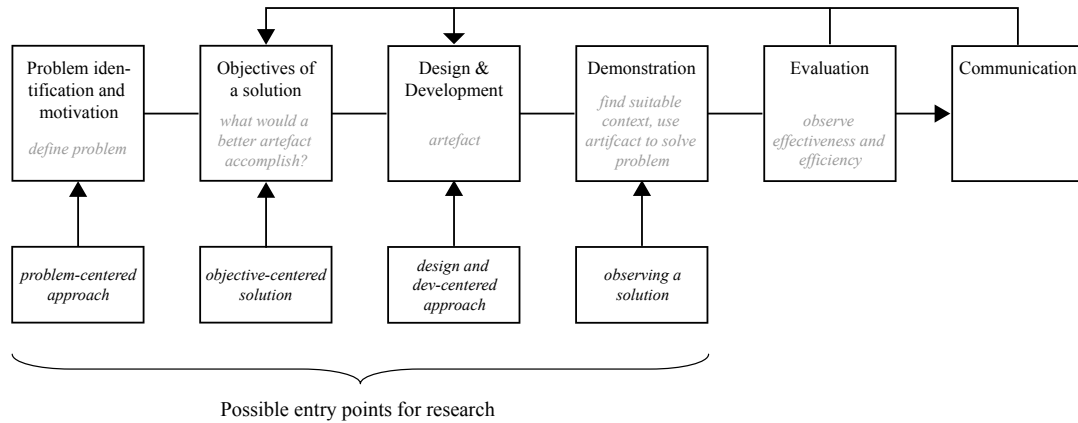 Problem iden-
tification and
motivation
define problem
Objectives of
a solution
what would a
better artefact
accomplish?
Design &
Development
artefact
Demonstration
find suitable
context, use
artifcact to solve
problem
Evaluation
observe
effectiveness and
efficiency
Communication
problem-centered
approach
objective-centered
solution
design and
dev-centered
approach
observing a
solution
Possible entry points for research